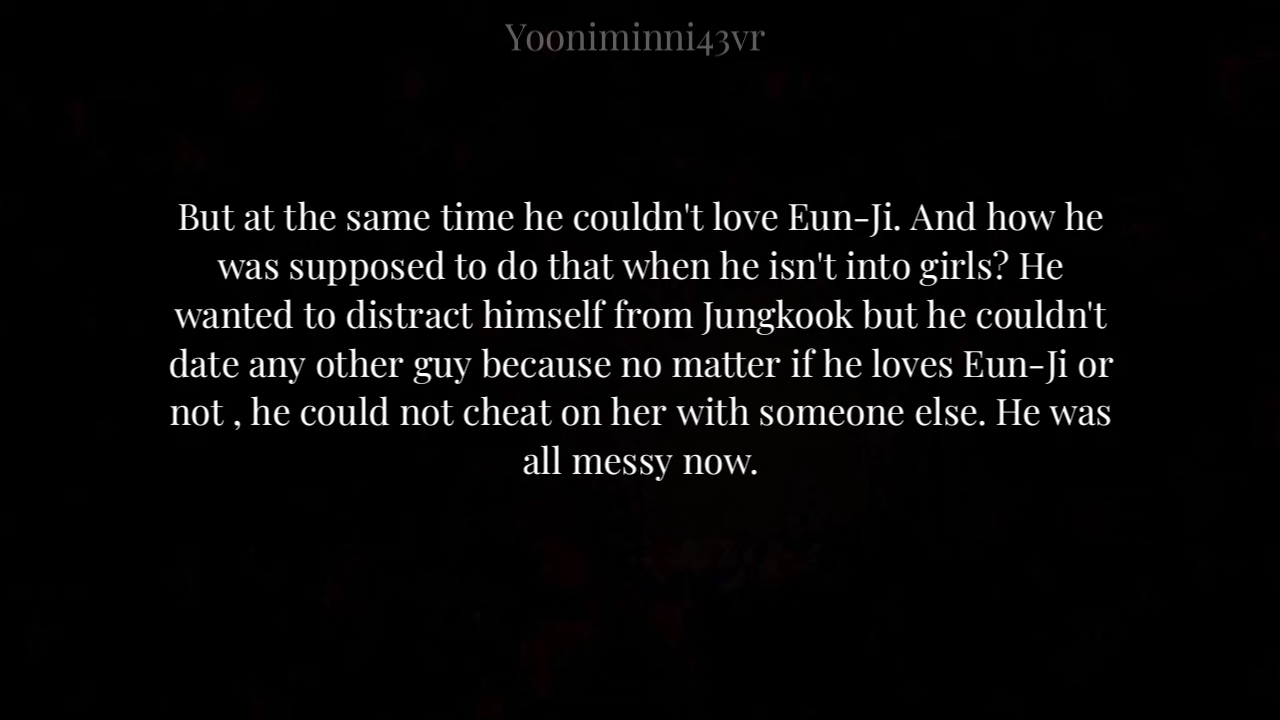 Yooniminni43vr
But at the same time he couldn't love Eun-Ji. And how he
was supposed to do that when he isn't into girls? He
wanted to distract himself from Jungkook but he couldn't
date any other guy because no matter if he loves Eun-Ji or
not , he could not cheat on her with someone else. He was
all messy now.